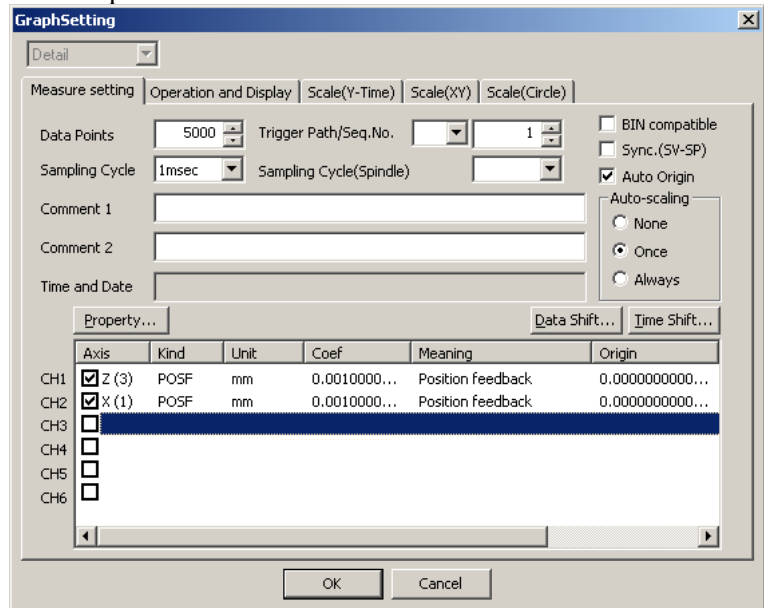 GraphSetting
Detail
Measure setting Operation and Display Scale(Y-Time) Scale(XY) Scale(Circle)
Data Points 5000 Trigger Path/Seq.No. 1 BIN compatible
Sync.(SV-SP)
Sampling Cycle 1msec Sampling Cycle(Spindle) Auto Origin
Auto-scaling
Comment 1 None
Comment 2 Once
Time and Date Always
Property... Data Shift... Time Shift...
Axis Kind Unit Coef Meaning Origin
CH1 Z (3) POSF mm 0.0010000... Position feedback 0.0000000000...
CH2 X (1) POSF mm 0.0010000... Position feedback 0.0000000000...
CH3
CH4
CH5
CH6
OK Cancel